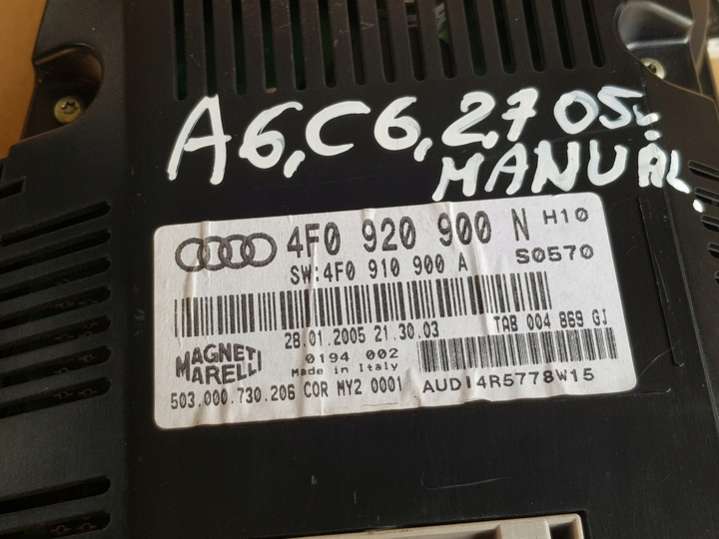 A6,C6,2,7 05u.
MANUAL.
4F0 920 900 N H10
SW:4F0 910 900 A S0570
28.01.2005 21.30.03 TAB 004 869 GJ
MAGNETI MARELLI
0194 002
Made in Italy
503.000.730.206 COR MY2 0001 AUDI4R5778W15